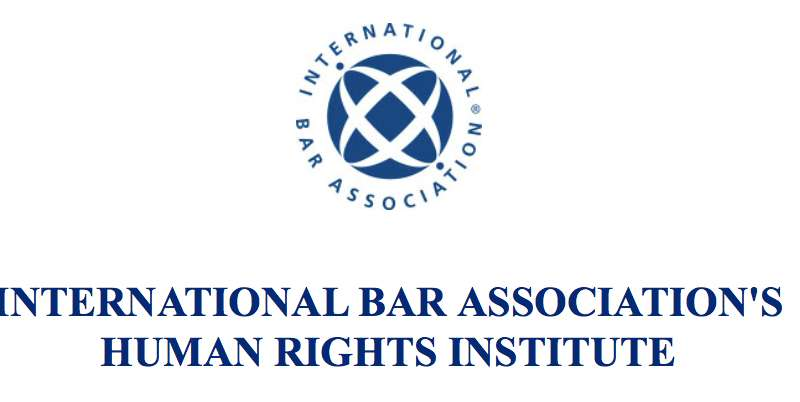 INTERNATIONAL
BAR ASSOCIATION
®
INTERNATIONAL BAR ASSOCIATION'S
HUMAN RIGHTS INSTITUTE